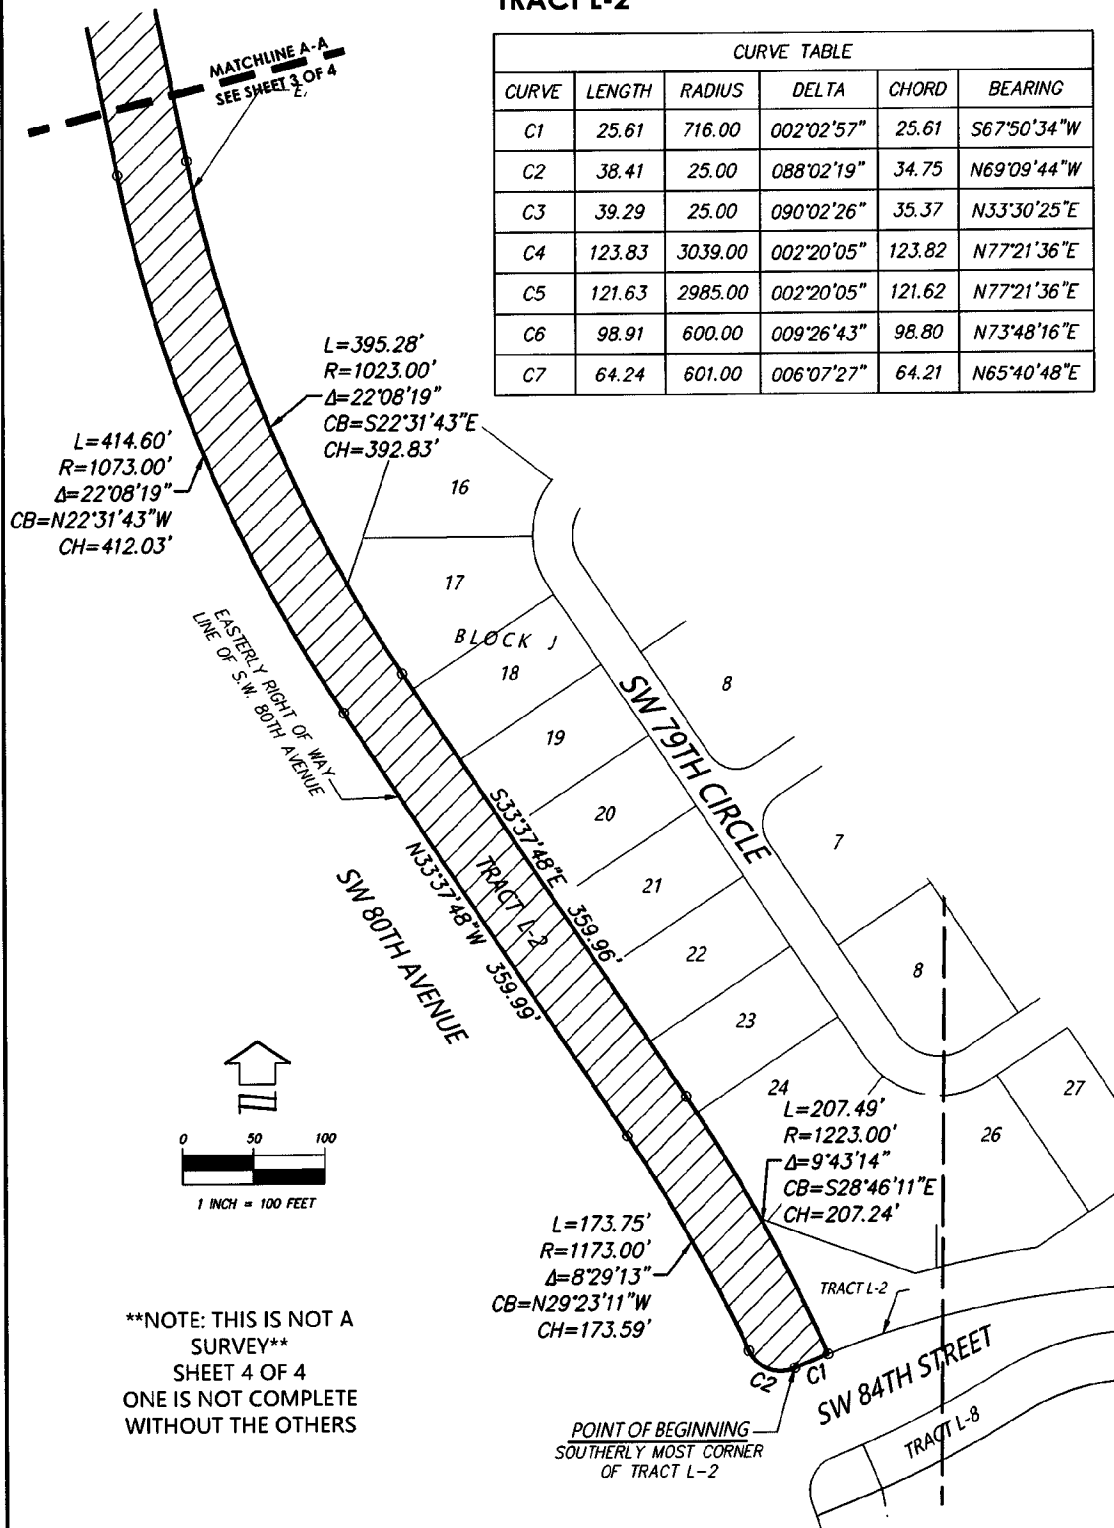 TRACT L-2
CURVE TABLE
CURVE LENGTH RADIUS DELTA CHORD BEARING
C1 25.61 716.00 002°02'57" 25.61 S67°50'34"W
C2 38.41 25.00 088°02'19" 34.75 N69°09'44"W
C3 39.29 25.00 090°02'26" 35.37 N33°30'25"E
C4 123.83 3039.00 002°20'05" 123.82 N77°21'36"E
C5 121.63 2985.00 002°20'05" 121.62 N77°21'36"E
C6 98.91 600.00 009°26'43" 98.80 N73°48'16"E
C7 64.24 601.00 006°07'27" 64.21 N65°40'48"E
MATCHLINE A-A
SEE SHEET 3 OF 4
L=395.28'
R=1023.00'
Δ=22°08'19"
CB=S22°31'43"E
CH=392.83'
L=414.60'
R=1073.00'
Δ=22°08'19"
CB=N22°31'43"W
CH=412.03'
16
17
BLOCK J
18
19
20
21
22
23
24
26
27
8
7
8
EASTERLY RIGHT OF WAY
LINE OF S.W. 80TH AVENUE
SW 79TH CIRCLE
S33°37'48"E 359.96'
TRACT L-2
N33°37'48"W 359.99'
SW 80TH AVENUE
0 50 100
1 INCH = 100 FEET
L=207.49'
R=1223.00'
Δ=9°43'14"
CB=S28°46'11"E
CH=207.24'
L=173.75'
R=1173.00'
Δ=8°29'13"
CB=N29°23'11"W
CH=173.59'
TRACT L-2
C2
C1
SW 84TH STREET
TRACT L-8
POINT OF BEGINNING
SOUTHERLY MOST CORNER
OF TRACT L-2
**NOTE: THIS IS NOT A
SURVEY**
SHEET 4 OF 4
ONE IS NOT COMPLETE
WITHOUT THE OTHERS